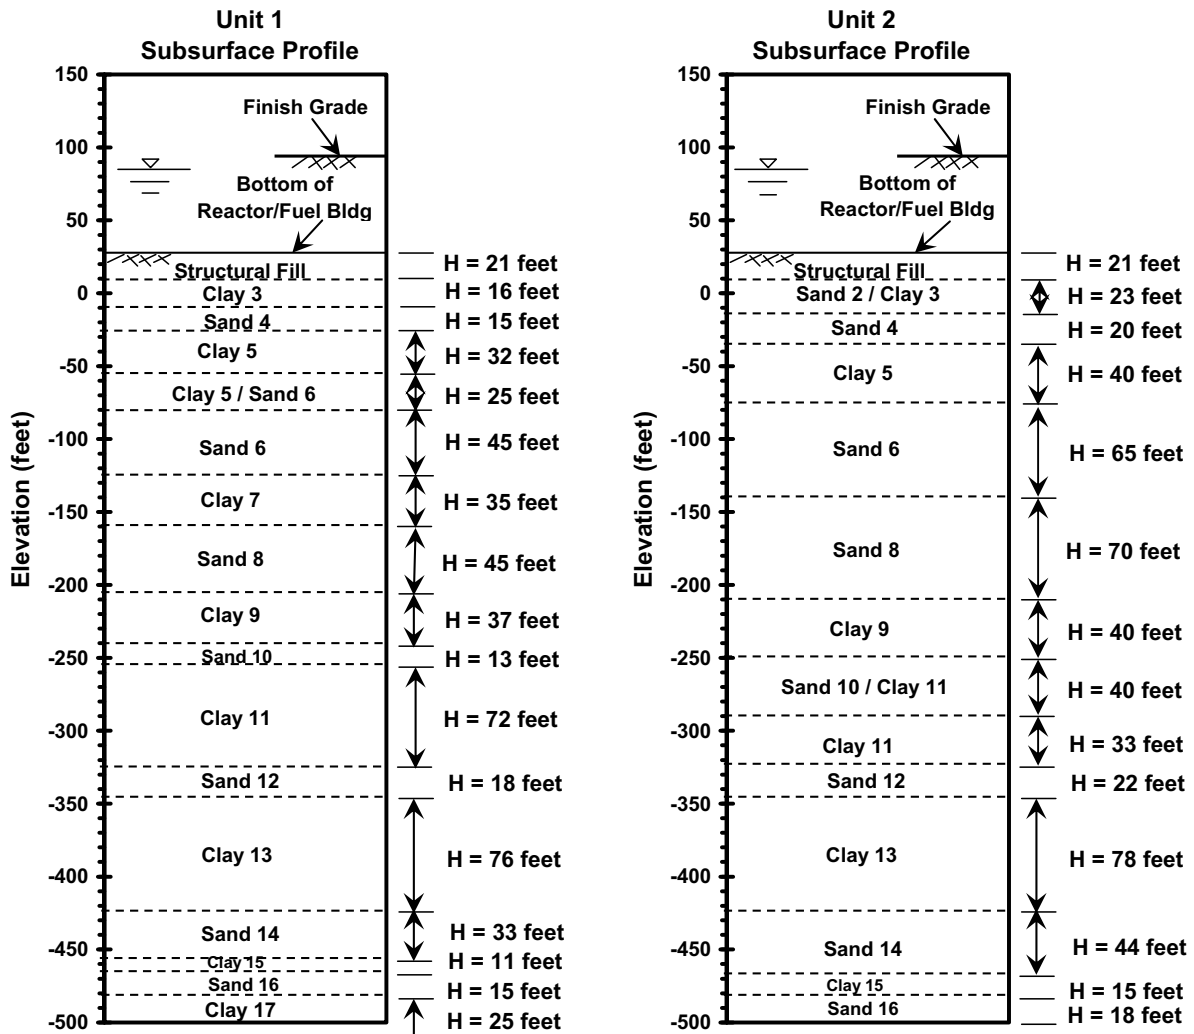 Unit 1
Subsurface Profile
150
100
50
0
-50
-100
-150
-200
-250
-300
-350
-400
-450
-500
Elevation (feet)
Finish Grade
Bottom of
Reactor/Fuel Bldg
Structural Fill
Clay 3
Sand 4
Clay 5
Clay 5 / Sand 6
Sand 6
Clay 7
Sand 8
Clay 9
Sand 10
Clay 11
Sand 12
Clay 13
Sand 14
Clay 15
Sand 16
Clay 17
H = 21 feet
H = 16 feet
H = 15 feet
H = 32 feet
H = 25 feet
H = 45 feet
H = 35 feet
H = 45 feet
H = 37 feet
H = 13 feet
H = 72 feet
H = 18 feet
H = 76 feet
H = 33 feet
H = 11 feet
H = 15 feet
H = 25 feet
Unit 2
Subsurface Profile
150
100
50
0
-50
-100
-150
-200
-250
-300
-350
-400
-450
-500
Elevation (feet)
Finish Grade
Bottom of
Reactor/Fuel Bldg
Structural Fill
Sand 2 / Clay 3
Sand 4
Clay 5
Sand 6
Sand 8
Clay 9
Sand 10 / Clay 11
Clay 11
Sand 12
Clay 13
Sand 14
Clay 15
Sand 16
H = 21 feet
H = 23 feet
H = 20 feet
H = 40 feet
H = 65 feet
H = 70 feet
H = 40 feet
H = 40 feet
H = 33 feet
H = 22 feet
H = 78 feet
H = 44 feet
H = 15 feet
H = 18 feet